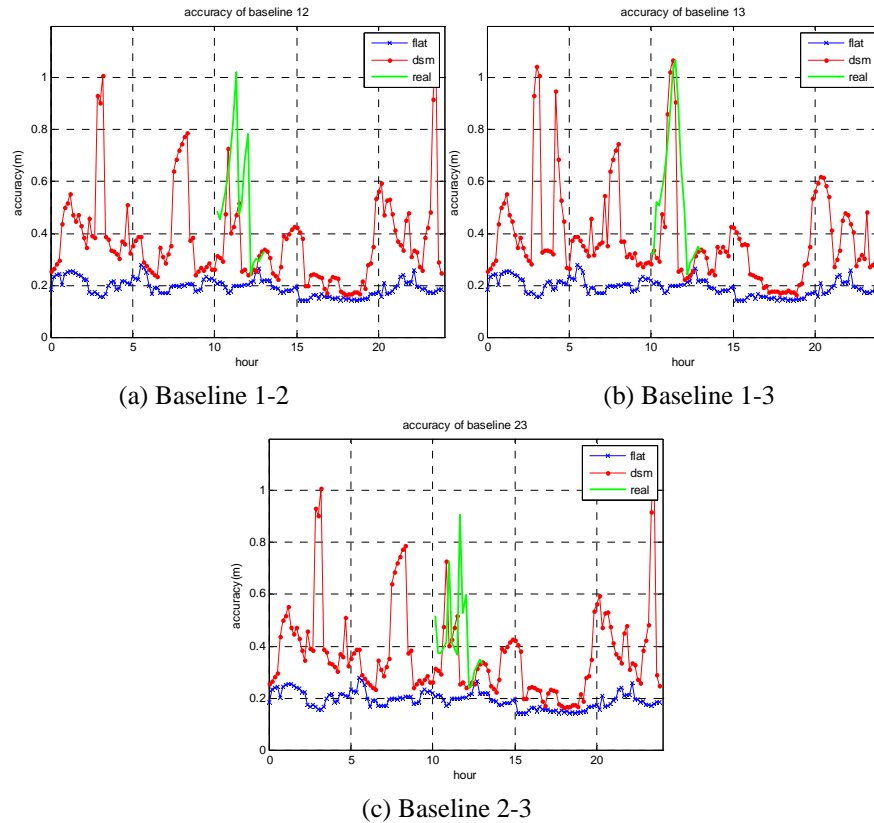 accuracy of baseline 12
flat
dsm
real
1
0.8
0.6
0.4
0.2
0
accuracy(m)
0 5 10 15 20
hour
(a) Baseline 1-2
accuracy of baseline 13
flat
dsm
real
1
0.8
0.6
0.4
0.2
0
accuracy(m)
0 5 10 15 20
hour
(b) Baseline 1-3
accuracy of baseline 23
flat
dsm
real
1
0.8
0.6
0.4
0.2
0
accuracy(m)
0 5 10 15 20
hour
(c) Baseline 2-3